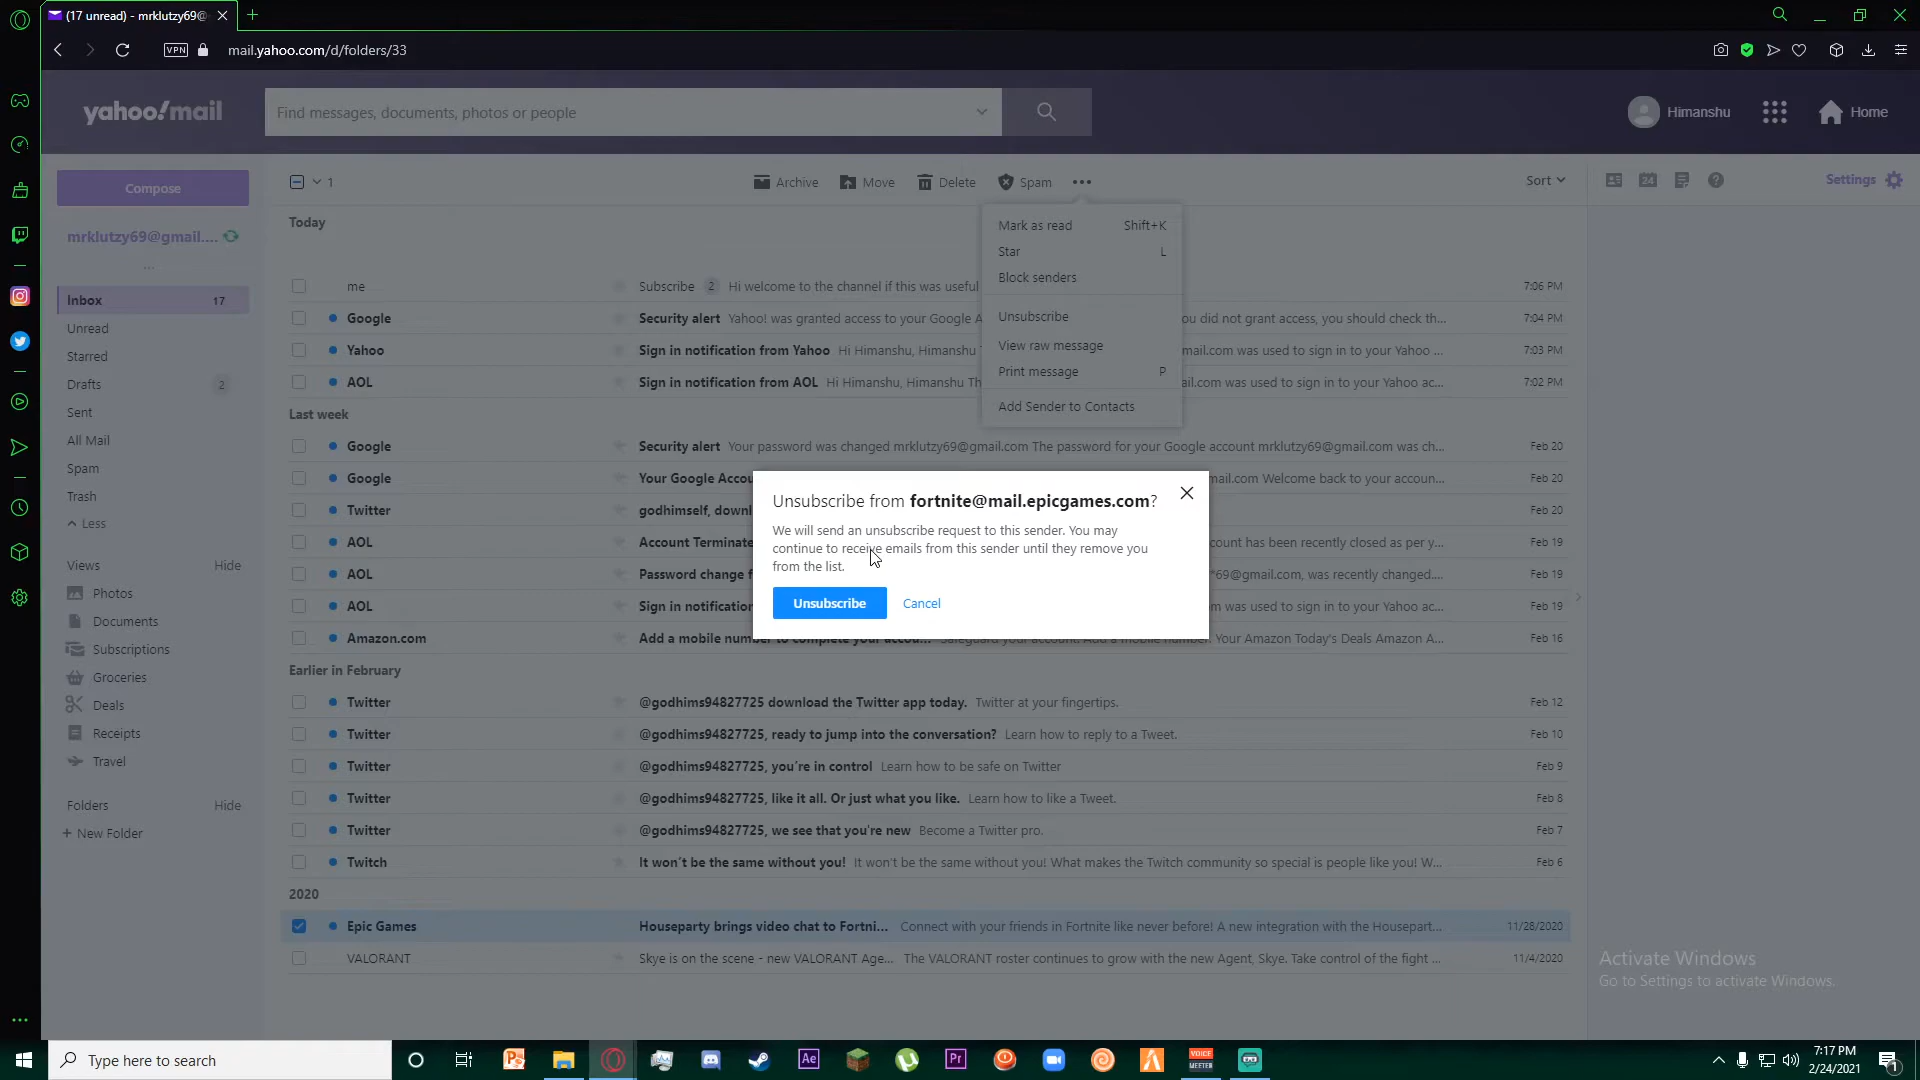 (17 unread) - mrklutzy69@
VPN
mail.yahoo.com/d/folders/33
yahoo!mail
Find messages, documents, photos or people
Himanshu
Home
Compose
1
Archive
Move
Delete
Spam
Sort
24
Settings
mrklutzy69@gmail....
...
Inbox 17
Unread
Starred
Drafts 2
Sent
All Mail
Spam
Trash
Less
Views Hide
Photos
Documents
Subscriptions
Groceries
Deals
Receipts
Travel
Folders Hide
+ New Folder
Today
me Subscribe 2 Hi welcome to the channel if this was useful 7:06 PM
Google Security alert Yahoo! was granted access to your Google A ou did not grant access, you should check th... 7:04 PM
Yahoo Sign in notification from Yahoo Hi Himanshu, Himanshu mail.com was used to sign in to your Yahoo ... 7:03 PM
AOL Sign in notification from AOL Hi Himanshu, Himanshu Th ail.com was used to sign in to your Yahoo ac... 7:02 PM
Mark as read Shift+K
Star L
Block senders
Unsubscribe
View raw message
Print message P
Add Sender to Contacts
Last week
Google Security alert Your password was changed mrklutzy69@gmail.com The password for your Google account mrklutzy69@gmail.com was ch... Feb 20
Google Your Google Accou mail.com Welcome back to your accoun... Feb 20
Twitter godhimself, downl Feb 20
AOL Account Terminate count has been recently closed as per y... Feb 19
AOL Password change f *69@gmail.com, was recently changed... Feb 19
AOL Sign in notification om was used to sign in to your Yahoo ac... Feb 19
Amazon.com Add a mobile number to complete your accou... Safeguard your account. Add a mobile number. Your Amazon Today's Deals Amazon A... Feb 16
Unsubscribe from fortnite@mail.epicgames.com?
We will send an unsubscribe request to this sender. You may
continue to receive emails from this sender until they remove you
from the list.
Unsubscribe
Cancel
Earlier in February
Twitter @godhims94827725 download the Twitter app today. Twitter at your fingertips. Feb 12
Twitter @godhims94827725, ready to jump into the conversation? Learn how to reply to a Tweet. Feb 10
Twitter @godhims94827725, you're in control Learn how to be safe on Twitter Feb 9
Twitter @godhims94827725, like it all. Or just what you like. Learn how to like a Tweet. Feb 8
Twitter @godhims94827725, we see that you're new Become a Twitter pro. Feb 7
Twitch It won't be the same without you! It won't be the same without you! What makes the Twitch community so special is people like you! W... Feb 6
2020
Epic Games Houseparty brings video chat to Fortni... Connect with your friends in Fortnite like never before! A new integration with the Housepart... 11/28/2020
VALORANT Skye is on the scene - new VALORANT Age... The VALORANT roster continues to grow with the new Agent, Skye. Take control of the fight ... 11/4/2020
Activate Windows
Go to Settings to activate Windows.
Type here to search
Ae
Pr
VOICE
MEETER
7:17 PM
2/24/2021
1